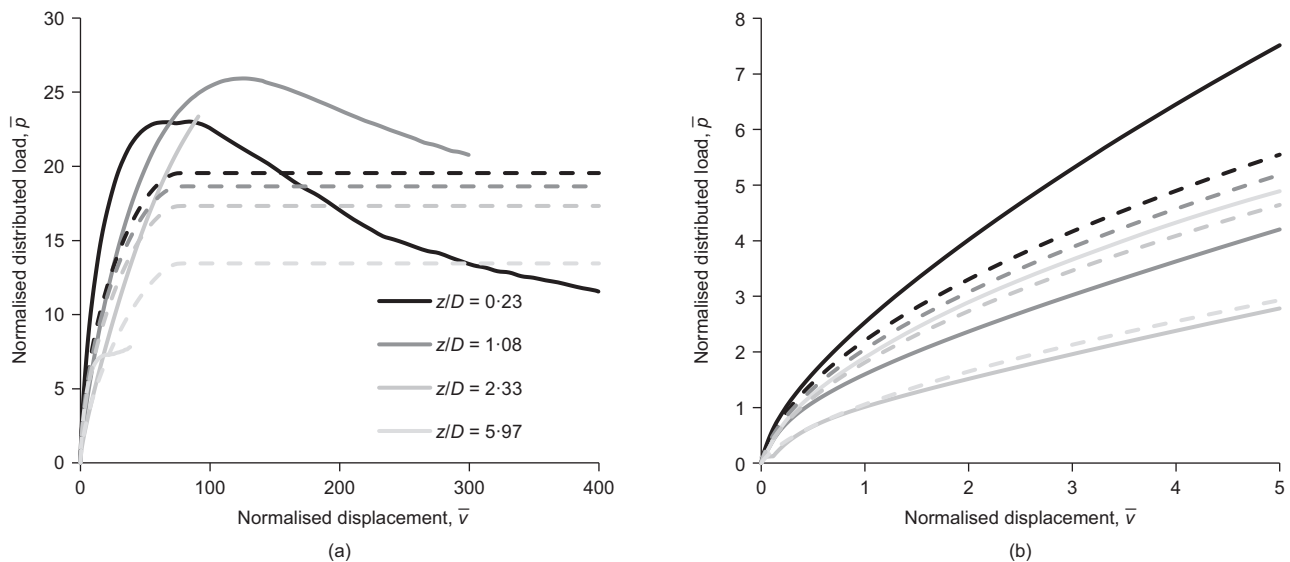 30
25
20
15
10
5
0
Normalised distributed load, p̅
z/D = 0·23
z/D = 1·08
z/D = 2·33
z/D = 5·97
0 100 200 300 400
Normalised displacement, v̅
(a)
8
7
6
5
4
3
2
1
0
Normalised distributed load, p̅
0 1 2 3 4 5
Normalised displacement, v̅
(b)